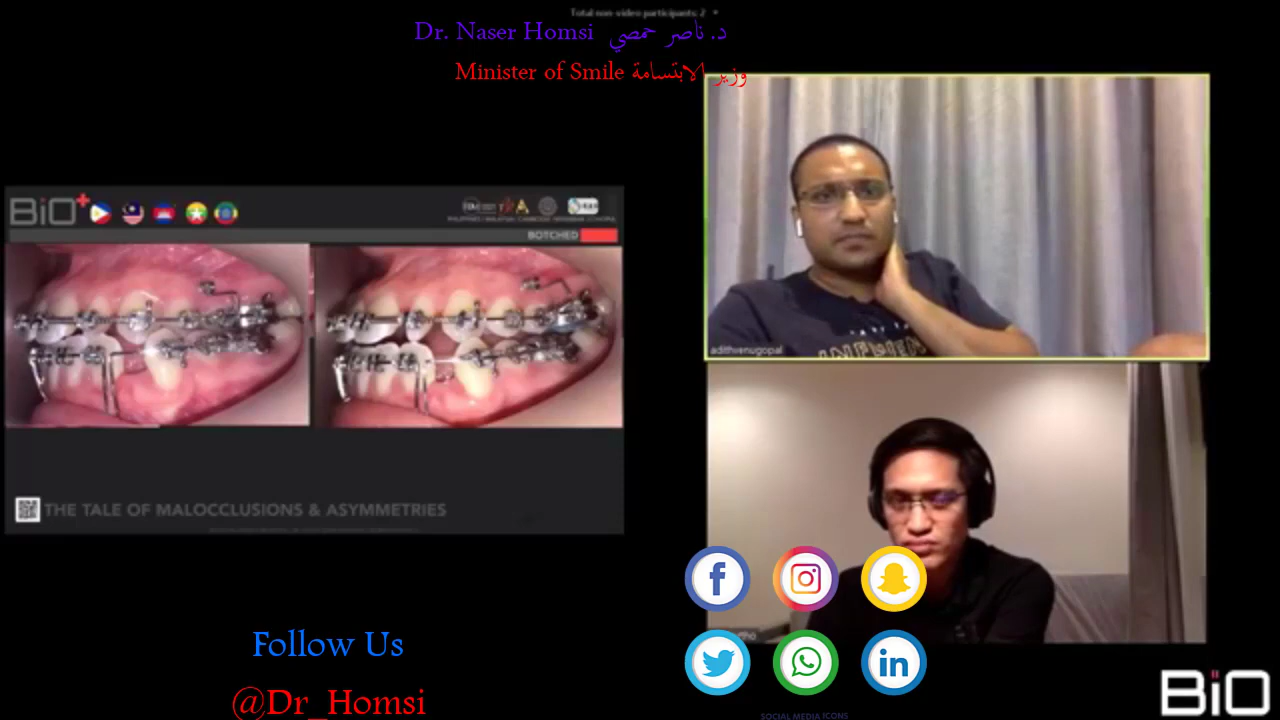 Total non-video participants: 2
Dr. Naser Homsi د. ناصر حمصي
Minister of Smile وزير الابتسامة
BiO+
BOTCHED
THE TALE OF MALOCCLUSIONS & ASYMMETRIES
adithvenugopal
Follow Us
@Dr_Homsi
SOCIAL MEDIA ICONS
BiO